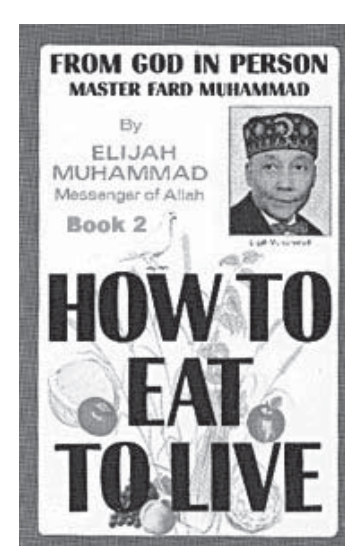 FROM GOD IN PERSON
MASTER FARD MUHAMMAD
By
ELIJAH
MUHAMMAD
Messenger of Allah
Book 2
HOW TO
EAT
TO LIVE